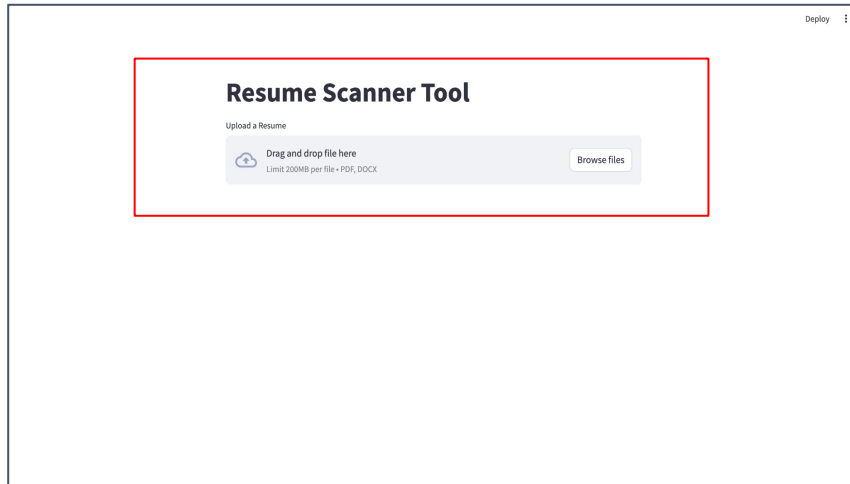 Deploy
Resume Scanner Tool
Upload a Resume
Drag and drop file here
Limit 200MB per file • PDF, DOCX
Browse files